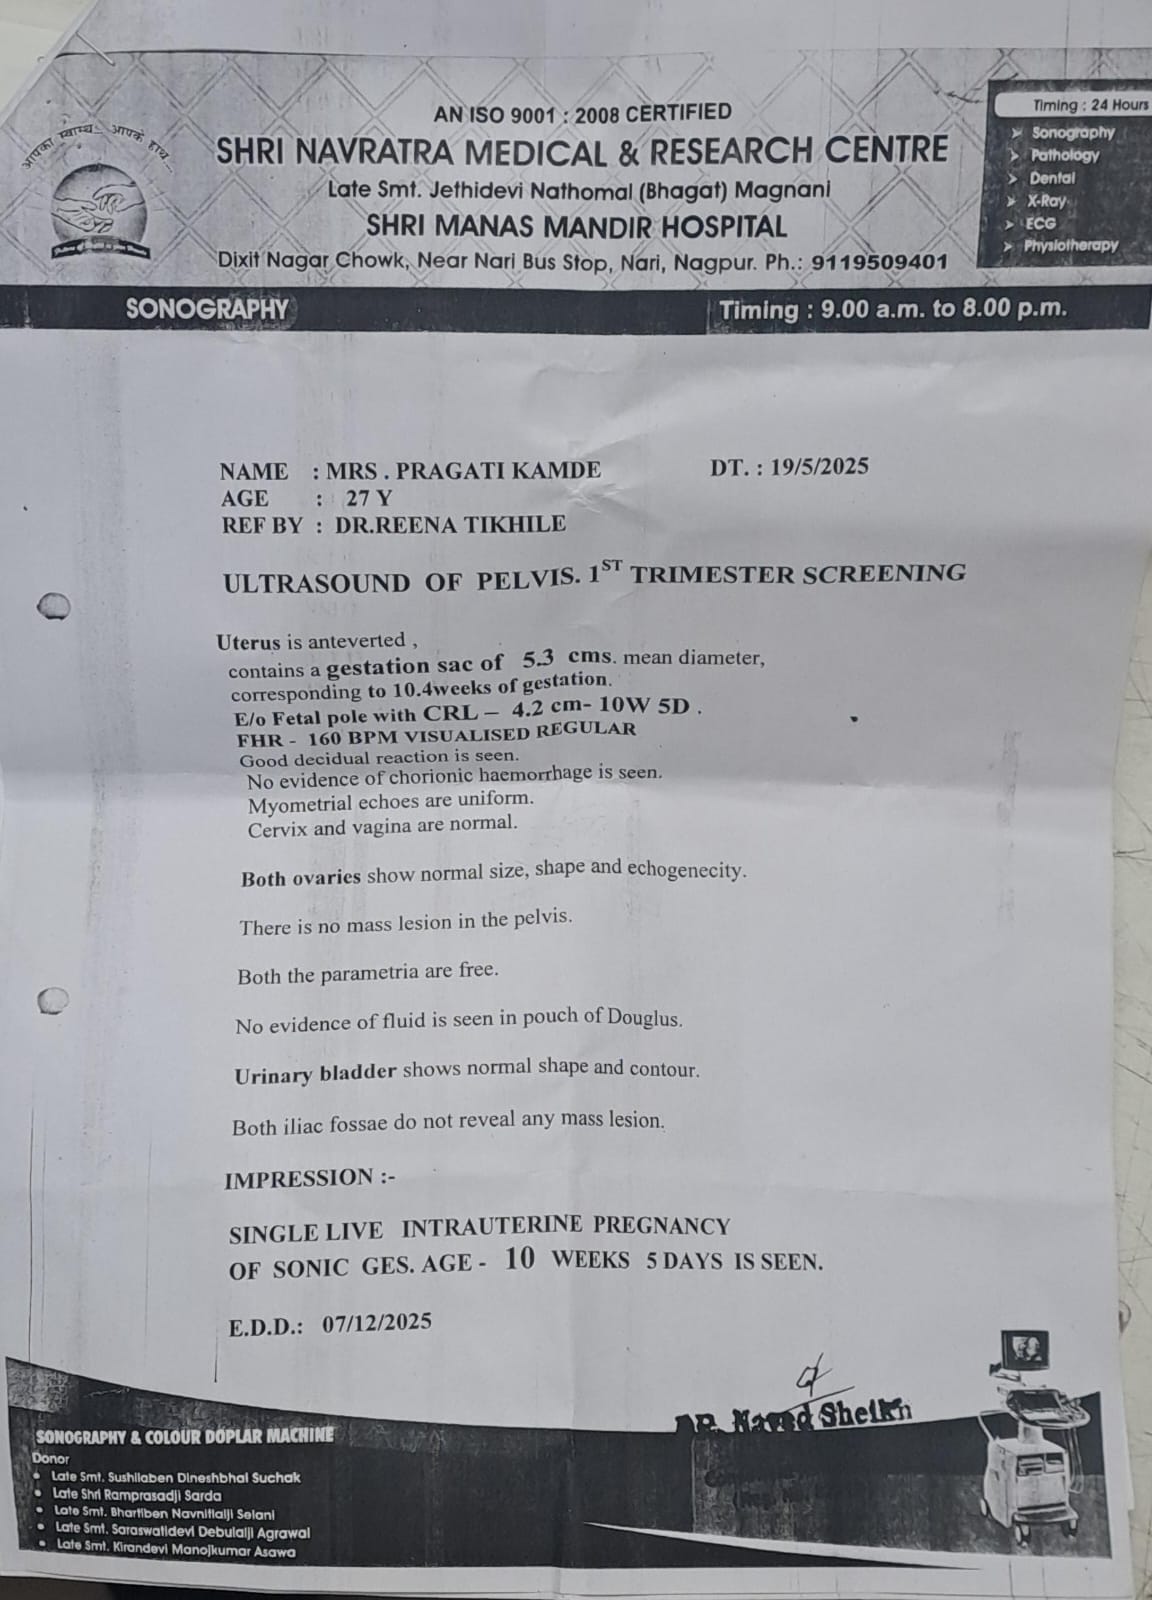 AN ISO 9001 : 2008 CERTIFIED
SHRI NAVRATRA MEDICAL & RESEARCH CENTRE
Late Smt. Jethidevi Nathomal (Bhagat) Magnani
SHRI MANAS MANDIR HOSPITAL
Dixit Nagar Chowk, Near Nari Bus Stop, Nari, Nagpur. Ph.: 9119509401
आपका स्वास्थ्य... आपके हाथ...
Timing : 24 Hours
Sonography
Pathology
Dental
X-Ray
ECG
Physiotherapy
SONOGRAPHY
Timing : 9.00 a.m. to 8.00 p.m.
NAME : MRS . PRAGATI KAMDE DT. : 19/5/2025
AGE : 27 Y
REF BY : DR.REENA TIKHILE
ULTRASOUND OF PELVIS. 1ST TRIMESTER SCREENING
Uterus is anteverted ,
contains a gestation sac of 5.3 cms. mean diameter,
corresponding to 10.4weeks of gestation.
E/o Fetal pole with CRL – 4.2 cm- 10W 5D .
FHR - 160 BPM VISUALISED REGULAR
Good decidual reaction is seen.
No evidence of chorionic haemorrhage is seen.
Myometrial echoes are uniform.
Cervix and vagina are normal.
Both ovaries show normal size, shape and echogenecity.
There is no mass lesion in the pelvis.
Both the parametria are free.
No evidence of fluid is seen in pouch of Douglus.
Urinary bladder shows normal shape and contour.
Both iliac fossae do not reveal any mass lesion.
IMPRESSION :-
SINGLE LIVE INTRAUTERINE PREGNANCY
OF SONIC GES. AGE - 10 WEEKS 5 DAYS IS SEEN.
E.D.D.: 07/12/2025
DR. Naved Sheikh
SONOGRAPHY & COLOUR DOPLAR MACHINE
Donor
Late Smt. Sushilaben Dineshbhai Suchak
Late Shri Ramprasadji Sarda
Late Smt. Bhartiben Navnitlalji Selani
Late Smt. Saraswatidevi Debulalji Agrawal
Late Smt. Kirandevi Manojkumar Asawa